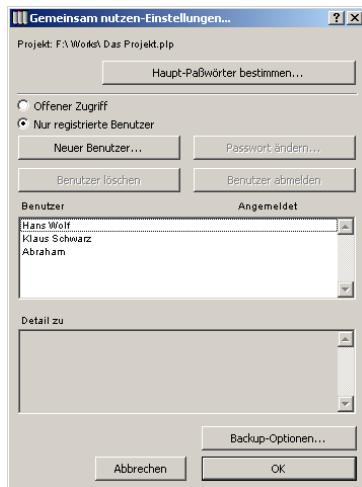 Gemeinsam nutzen-Einstellungen...
Projekt: F:\ Works\ Das Projekt.plp
Haupt-Paßwörter bestimmen...
Offener Zugriff
Nur registrierte Benutzer
Neuer Benutzer... Passwort ändern...
Benutzer löschen Benutzer abmelden
Benutzer Angemeldet
Hans Wolf
Klaus Schwarz
Abraham
Detail zu
Backup-Optionen...
Abbrechen OK